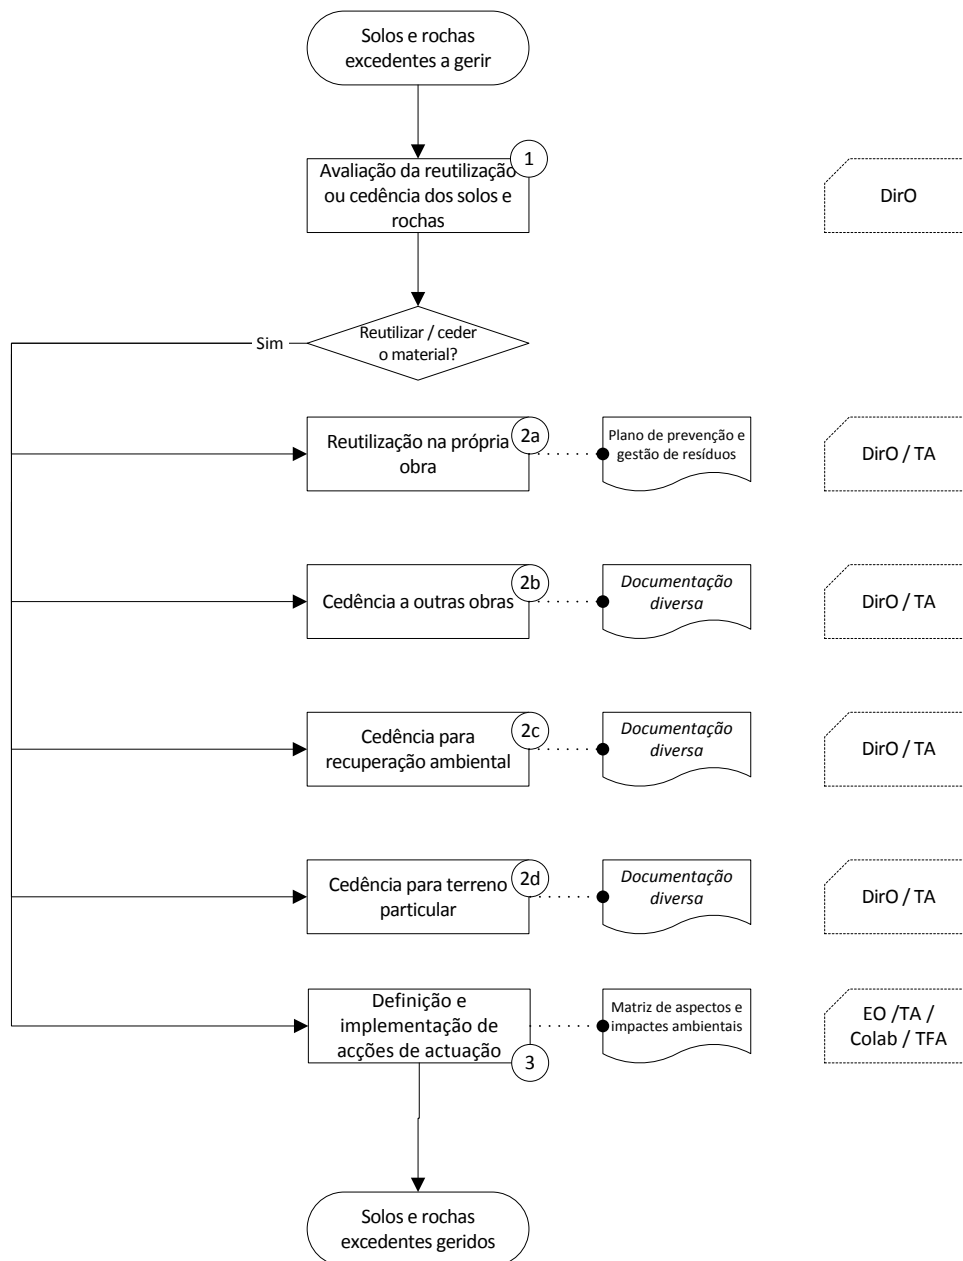 Solos e rochas
excedentes a gerir
1
Avaliação da reutilização
ou cedência dos solos e
rochas
DirO
Reutilizar / ceder
o material?
Sim
2a
Reutilização na própria
obra
Plano de prevenção e
gestão de resíduos
DirO / TA
2b
Cedência a outras obras
Documentação
diversa
DirO / TA
2c
Cedência para
recuperação ambiental
Documentação
diversa
DirO / TA
2d
Cedência para terreno
particular
Documentação
diversa
DirO / TA
Definição e
implementação de
acções de actuação
3
Matriz de aspectos e
impactes ambientais
EO /TA /
Colab / TFA
Solos e rochas
excedentes geridos